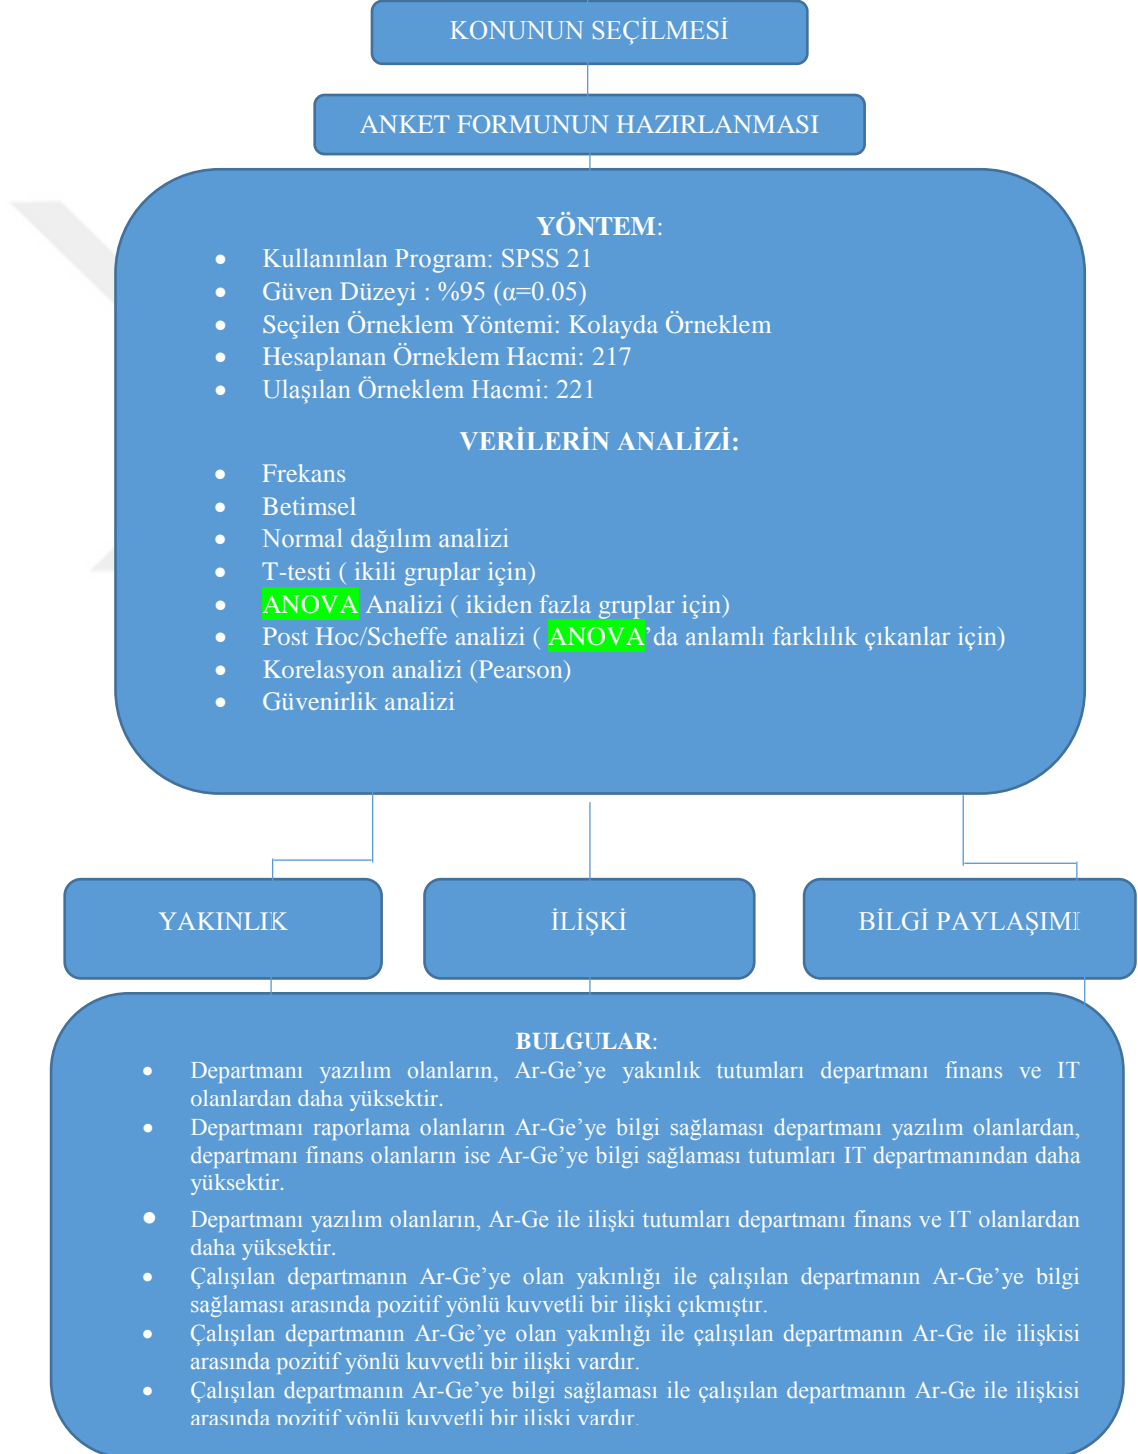 KONUNUN SEÇİLMESİ
ANKET FORMUNUN HAZIRLANMASI
YÖNTEM:
• Kullanınlan Program: SPSS 21
• Güven Düzeyi : %95 (α=0.05)
• Seçilen Örneklem Yöntemi: Kolayda Örneklem
• Hesaplanan Örneklem Hacmi: 217
• Ulaşılan Örneklem Hacmi: 221
VERİLERİN ANALİZİ:
• Frekans
• Betimsel
• Normal dağılım analizi
• T-testi ( ikili gruplar için)
• ANOVA Analizi ( ikiden fazla gruplar için)
• Post Hoc/Scheffe analizi ( ANOVA’da anlamlı farklılık çıkanlar için)
• Korelasyon analizi (Pearson)
• Güvenirlik analizi
YAKINLIK
İLİŞKİ
BİLGİ PAYLAŞIMI
BULGULAR:
• Departmanı yazılım olanların, Ar-Ge’ye yakınlık tutumları departmanı finans ve IT
olanlardan daha yüksektir.
• Departmanı raporlama olanların Ar-Ge’ye bilgi sağlaması departmanı yazılım olanlardan,
departmanı finans olanların ise Ar-Ge’ye bilgi sağlaması tutumları IT departmanından daha
yüksektir.
• Departmanı yazılım olanların, Ar-Ge ile ilişki tutumları departmanı finans ve IT olanlardan
daha yüksektir.
• Çalışılan departmanın Ar-Ge’ye olan yakınlığı ile çalışılan departmanın Ar-Ge’ye bilgi
sağlaması arasında pozitif yönlü kuvvetli bir ilişki çıkmıştır.
• Çalışılan departmanın Ar-Ge’ye olan yakınlığı ile çalışılan departmanın Ar-Ge ile ilişkisi
arasında pozitif yönlü kuvvetli bir ilişki vardır.
• Çalışılan departmanın Ar-Ge’ye bilgi sağlaması ile çalışılan departmanın Ar-Ge ile ilişkisi
arasında pozitif yönlü kuvvetli bir ilişki vardır.